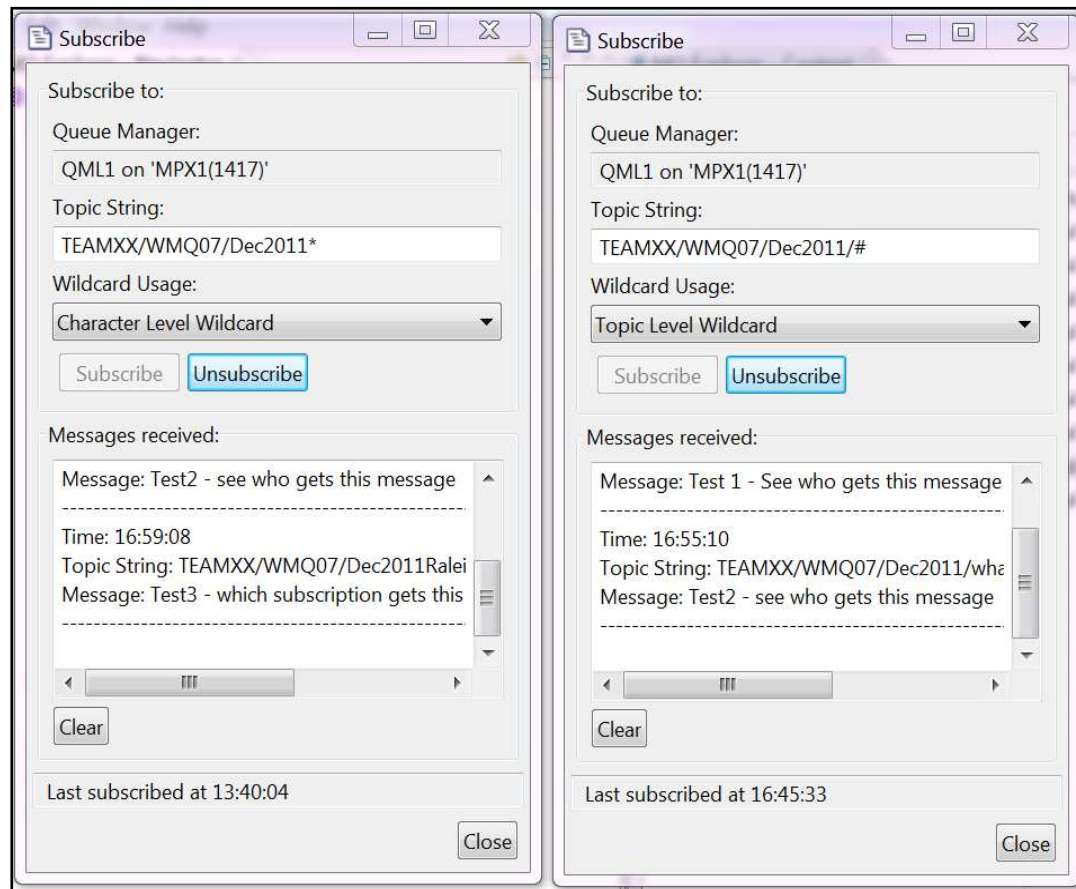 Subscribe
Subscribe to:
Queue Manager:
QML1 on 'MPX1(1417)'
Topic String:
TEAMXX/WMQ07/Dec2011*
Wildcard Usage:
Character Level Wildcard
Subscribe
Unsubscribe
Messages received:
Message: Test2 - see who gets this message
Time: 16:59:08
Topic String: TEAMXX/WMQ07/Dec2011Ralei
Message: Test3 - which subscription gets this
Clear
Last subscribed at 13:40:04
Close
Subscribe
Subscribe to:
Queue Manager:
QML1 on 'MPX1(1417)'
Topic String:
TEAMXX/WMQ07/Dec2011/#
Wildcard Usage:
Topic Level Wildcard
Subscribe
Unsubscribe
Messages received:
Message: Test 1 - See who gets this message
Time: 16:55:10
Topic String: TEAMXX/WMQ07/Dec2011/wha
Message: Test2 - see who gets this message
Clear
Last subscribed at 16:45:33
Close